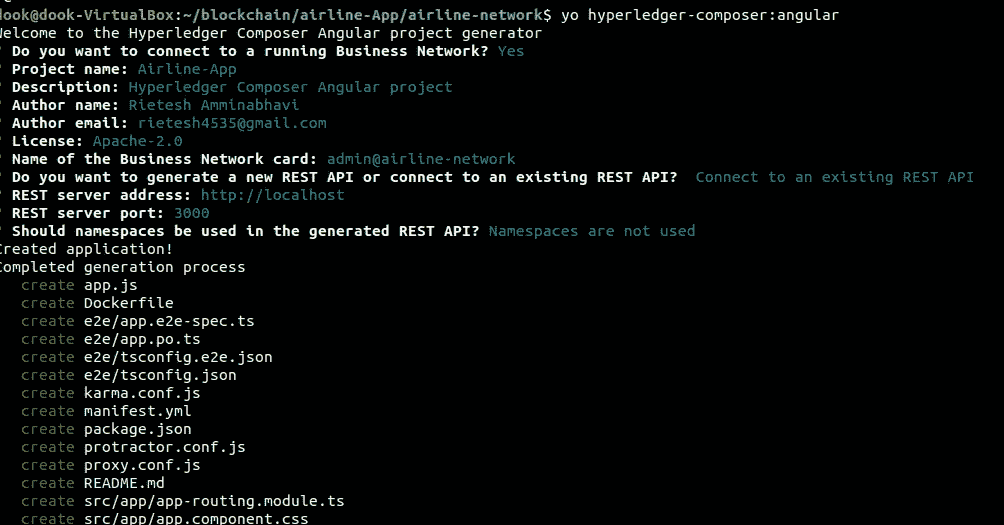 dook@dook-VirtualBox:~/blockchain/airline-App/airline-network$ yo hyperledger-composer:angular
Welcome to the Hyperledger Composer Angular project generator
? Do you want to connect to a running Business Network? Yes
? Project name: Airline-App
? Description: Hyperledger Composer Angular project
? Author name: Rietesh Amminabhavi
? Author email: rietesh4535@gmail.com
? License: Apache-2.0
? Name of the Business Network card: admin@airline-network
? Do you want to generate a new REST API or connect to an existing REST API?  Connect to an existing REST API
? REST server address: http://localhost
? REST server port: 3000
? Should namespaces be used in the generated REST API? Namespaces are not used
Created application!
Completed generation process
create app.js
create Dockerfile
create e2e/app.e2e-spec.ts
create e2e/app.po.ts
create e2e/tsconfig.e2e.json
create e2e/tsconfig.json
create karma.conf.js
create manifest.yml
create package.json
create protractor.conf.js
create proxy.conf.js
create README.md
create src/app/app-routing.module.ts
create src/app/app.component.css